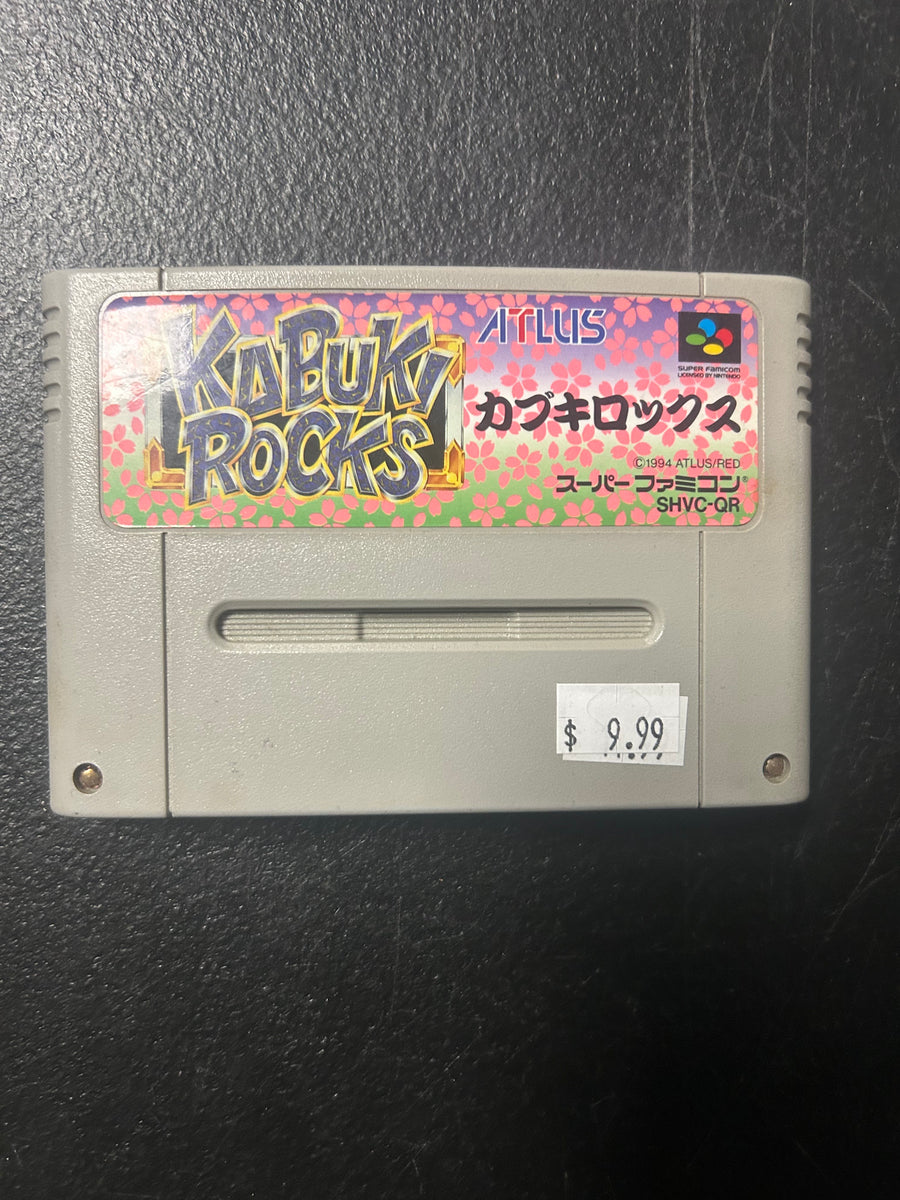 KABUKI
ROCKS
ATLUS
SUPER FAMICOM
LICENSED BY NINTENDO
カブキロックス
©1994 ATLUS/RED
スーパーファミコン®
SHVC-QR
$ 9.99